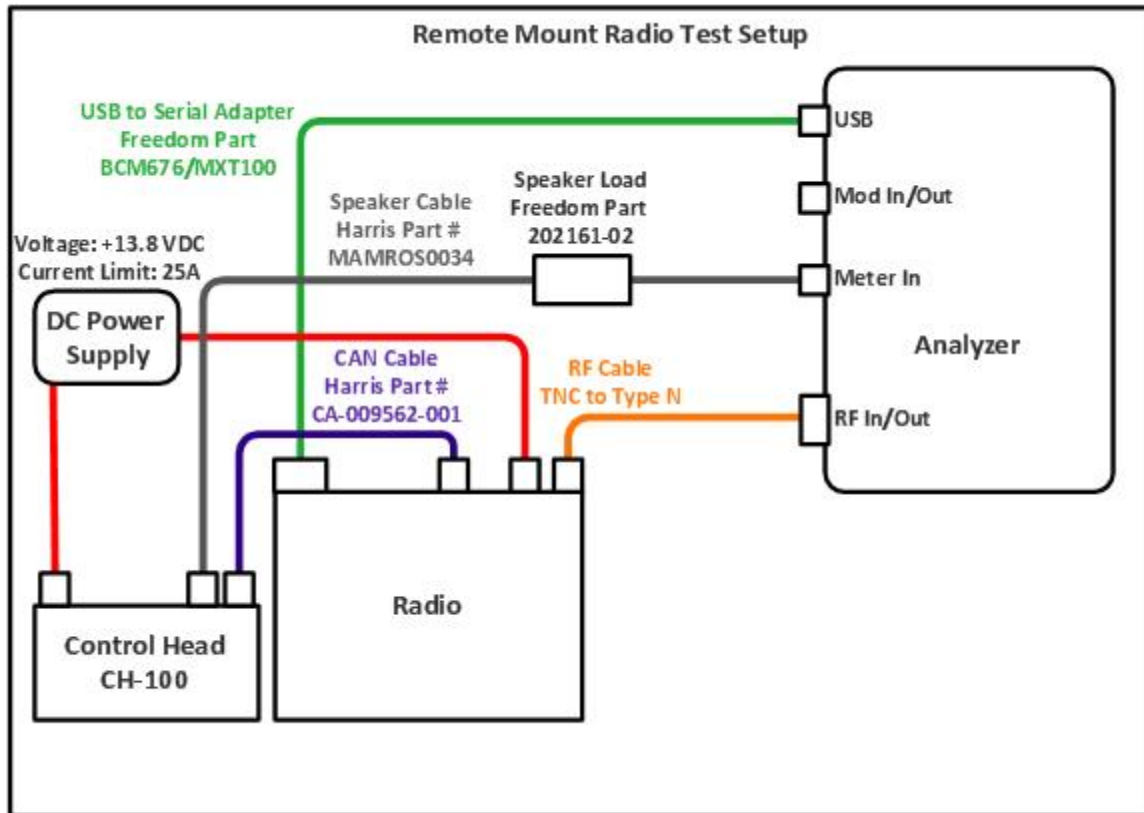 Remote Mount Radio Test Setup
USB to Serial Adapter
Freedom Part
BCM676/MXT100
USB
Speaker Load
Freedom Part
202161-02
Mod In/Out
Speaker Cable
Harris Part #
MAMROS0034
Voltage: +13.8 VDC
Current Limit: 25A
Meter In
DC Power
Supply
Analyzer
CAN Cable
Harris Part #
CA-009562-001
RF Cable
TNC to Type N
RF In/Out
Radio
Control Head
CH-100